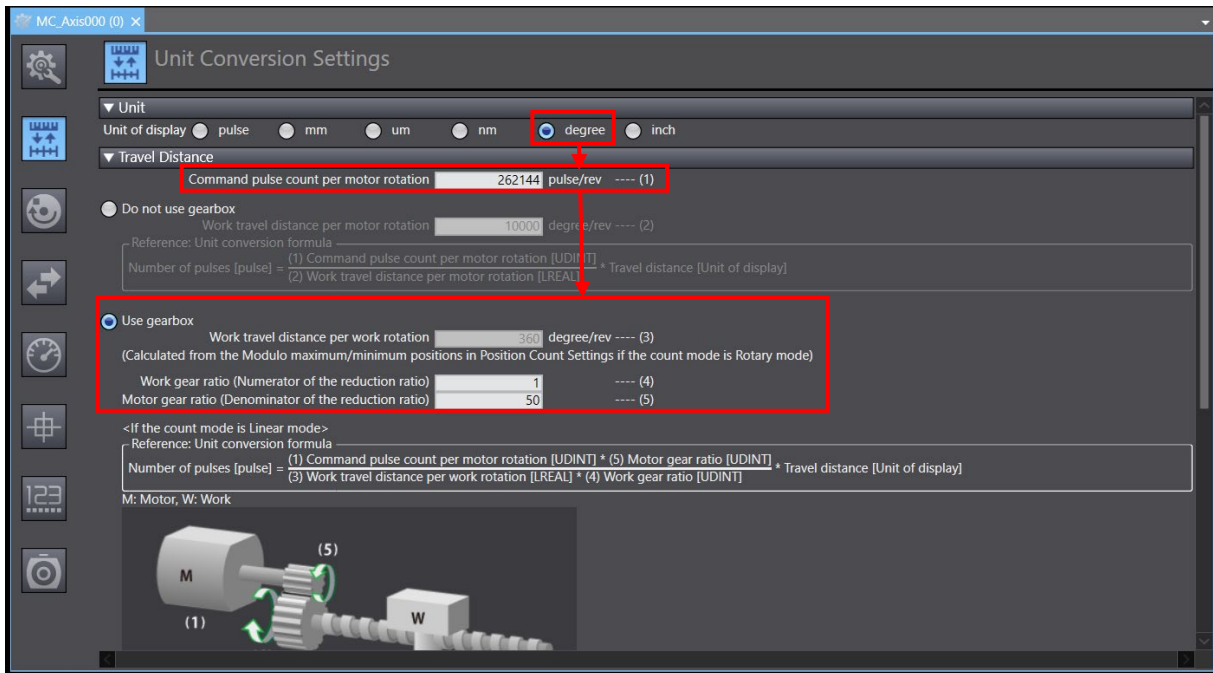 MC_Axis000 (0) ×
Unit Conversion Settings
▼ Unit
Unit of display pulse mm um nm degree inch
▼ Travel Distance
Command pulse count per motor rotation 262144 pulse/rev ---- (1)
Do not use gearbox
Work travel distance per motor rotation 10000 degree/rev ---- (2)
Reference: Unit conversion formula
Number of pulses [pulse] = (1) Command pulse count per motor rotation [UDINT]
(2) Work travel distance per motor rotation [LREAL] * Travel distance [Unit of display]
Use gearbox
Work travel distance per work rotation 360 degree/rev ---- (3)
(Calculated from the Modulo maximum/minimum positions in Position Count Settings if the count mode is Rotary mode)
Work gear ratio (Numerator of the reduction ratio) 1 ---- (4)
Motor gear ratio (Denominator of the reduction ratio) 50 ---- (5)
<If the count mode is Linear mode>
Reference: Unit conversion formula
Number of pulses [pulse] = (1) Command pulse count per motor rotation [UDINT] * (5) Motor gear ratio [UDINT]
(3) Work travel distance per work rotation [LREAL] * (4) Work gear ratio [UDINT] * Travel distance [Unit of display]
M: Motor, W: Work
(5)
M
W
(1)
123